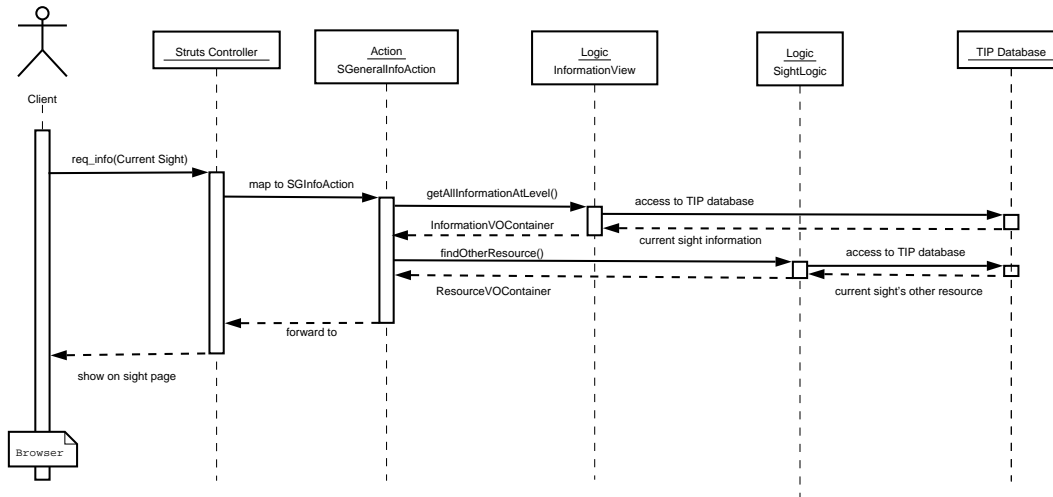 Struts Controller
Action
SGeneralInfoAction
Logic
InformationView
Logic
SightLogic
TIP Database
Client
req_info(Current Sight)
map to SGInfoAction
getAllInformationAtLevel()
access to TIP database
InformationVOContainer
current sight information
findOtherResource()
access to TIP database
ResourceVOContainer
current sight's other resource
forward to
show on sight page
Browser